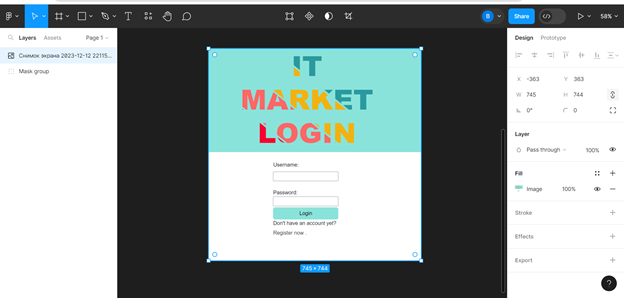 B
Share
58%
Layers
Assets
Page 1
Снимок экрана 2023-12-12 22115...
Mask group
IT
MARKET
LOGIN
Username:
Password:
Login
Don't have an account yet?
Register now
745 × 744
Design
Prototype
X -363
Y 363
W 745
H 744
0°
0
Layer
Pass through
100%
Fill
Image
100%
Stroke
Effects
Export
?